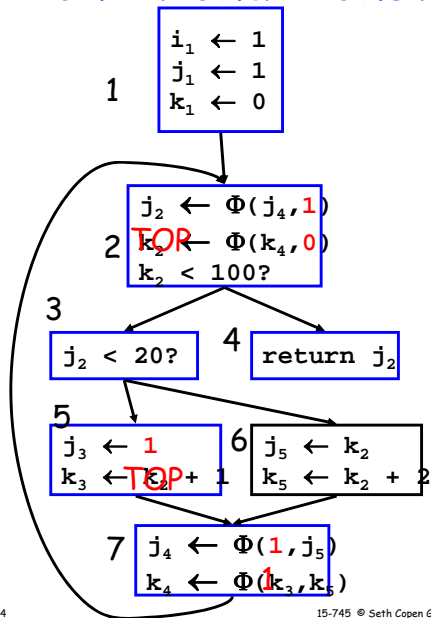 1
i₁ ← 1
j₁ ← 1
k₁ ← 0
2
j₂ ← Φ(j₄,1)
k₂ ← Φ(k₄,0)
TOP
k₂ < 100?
3
j₂ < 20?
4
return j₂
5
j₃ ← 1
k₃ ← k₂ + 1
TOP
6
j₅ ← k₂
k₅ ← k₂ + 2
7
j₄ ← Φ(1,j₅)
k₄ ← Φ(k₃,k₅)
1
4
15-745 © Seth Copen G